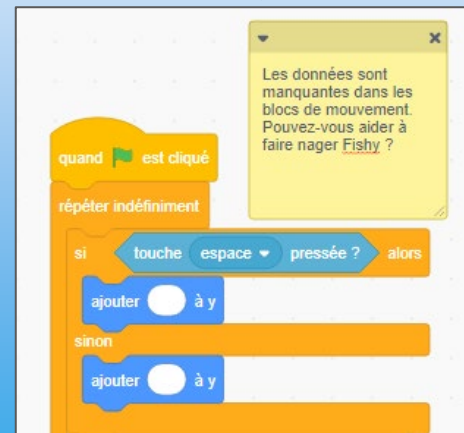 Les données sont
manquantes dans les
blocs de mouvement.
Pouvez-vous aider à
faire nager Fishy ?
quand est cliqué
répéter indéfiniment
si touche espace pressée ? alors
ajouter à y
sinon
ajouter à y